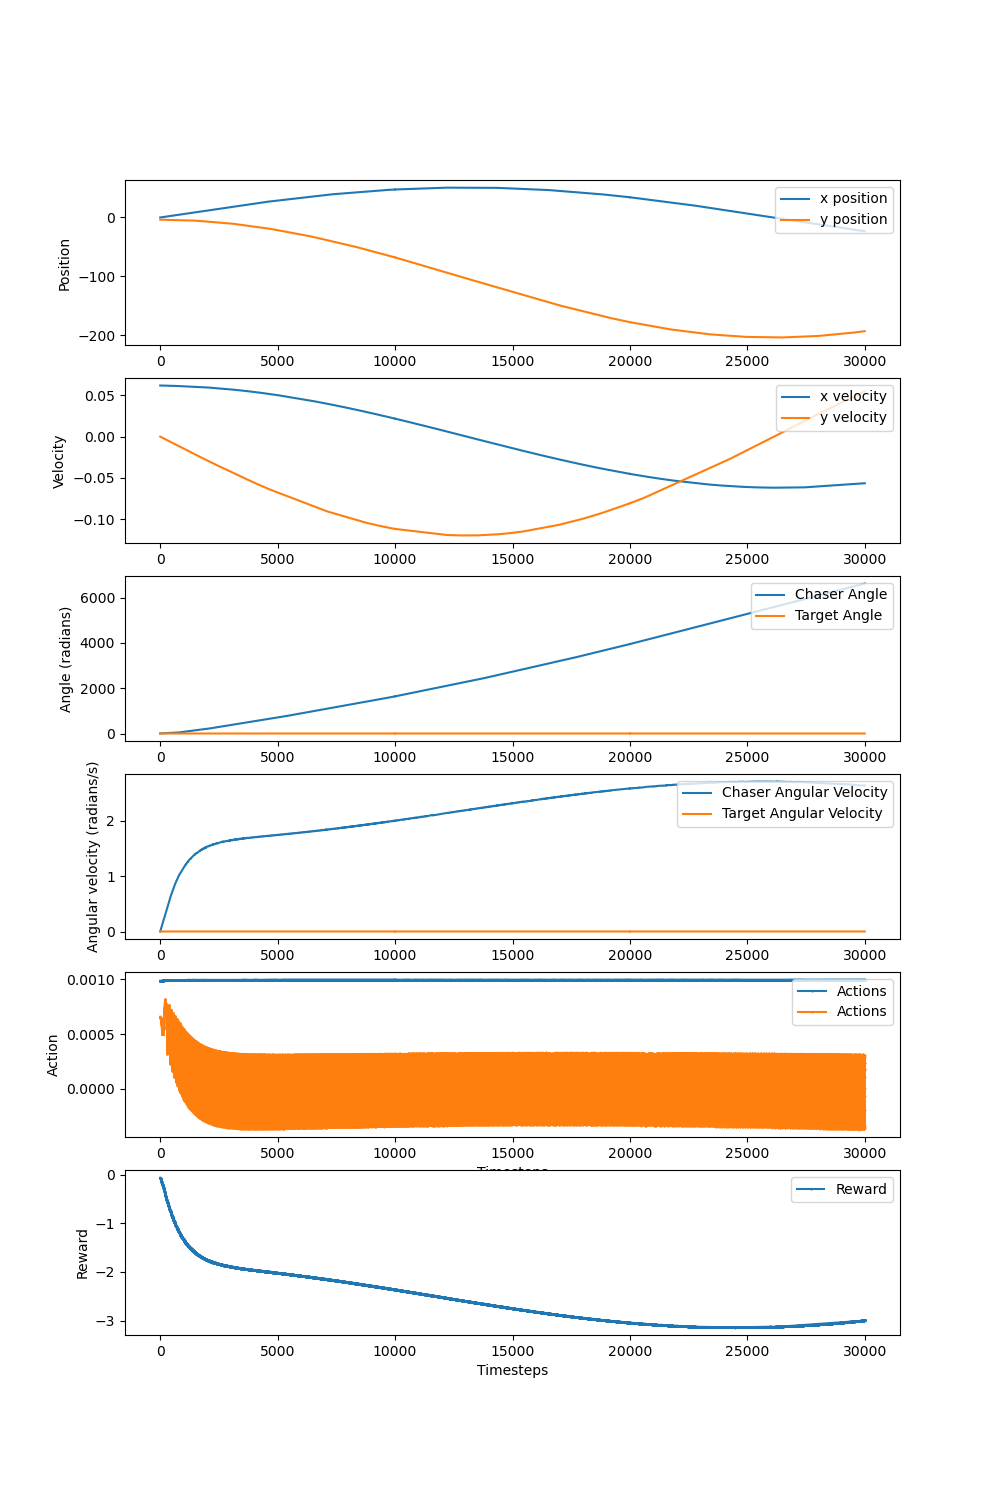 Position
0
−100
−200
x position
y position
0 5000 10000 15000 20000 25000 30000
Velocity
0.05
0.00
−0.05
−0.10
x velocity
y velocity
0 5000 10000 15000 20000 25000 30000
Angle (radians)
6000
4000
2000
0
Chaser Angle
Target Angle
0 5000 10000 15000 20000 25000 30000
Angular velocity (radians/s)
2
1
0
Chaser Angular Velocity
Target Angular Velocity
0 5000 10000 15000 20000 25000 30000
Action
0.0010
0.0005
0.0000
Actions
Actions
0 5000 10000 15000 20000 25000 30000
Timesteps
Reward
0
−1
−2
−3
Reward
0 5000 10000 15000 20000 25000 30000
Timesteps